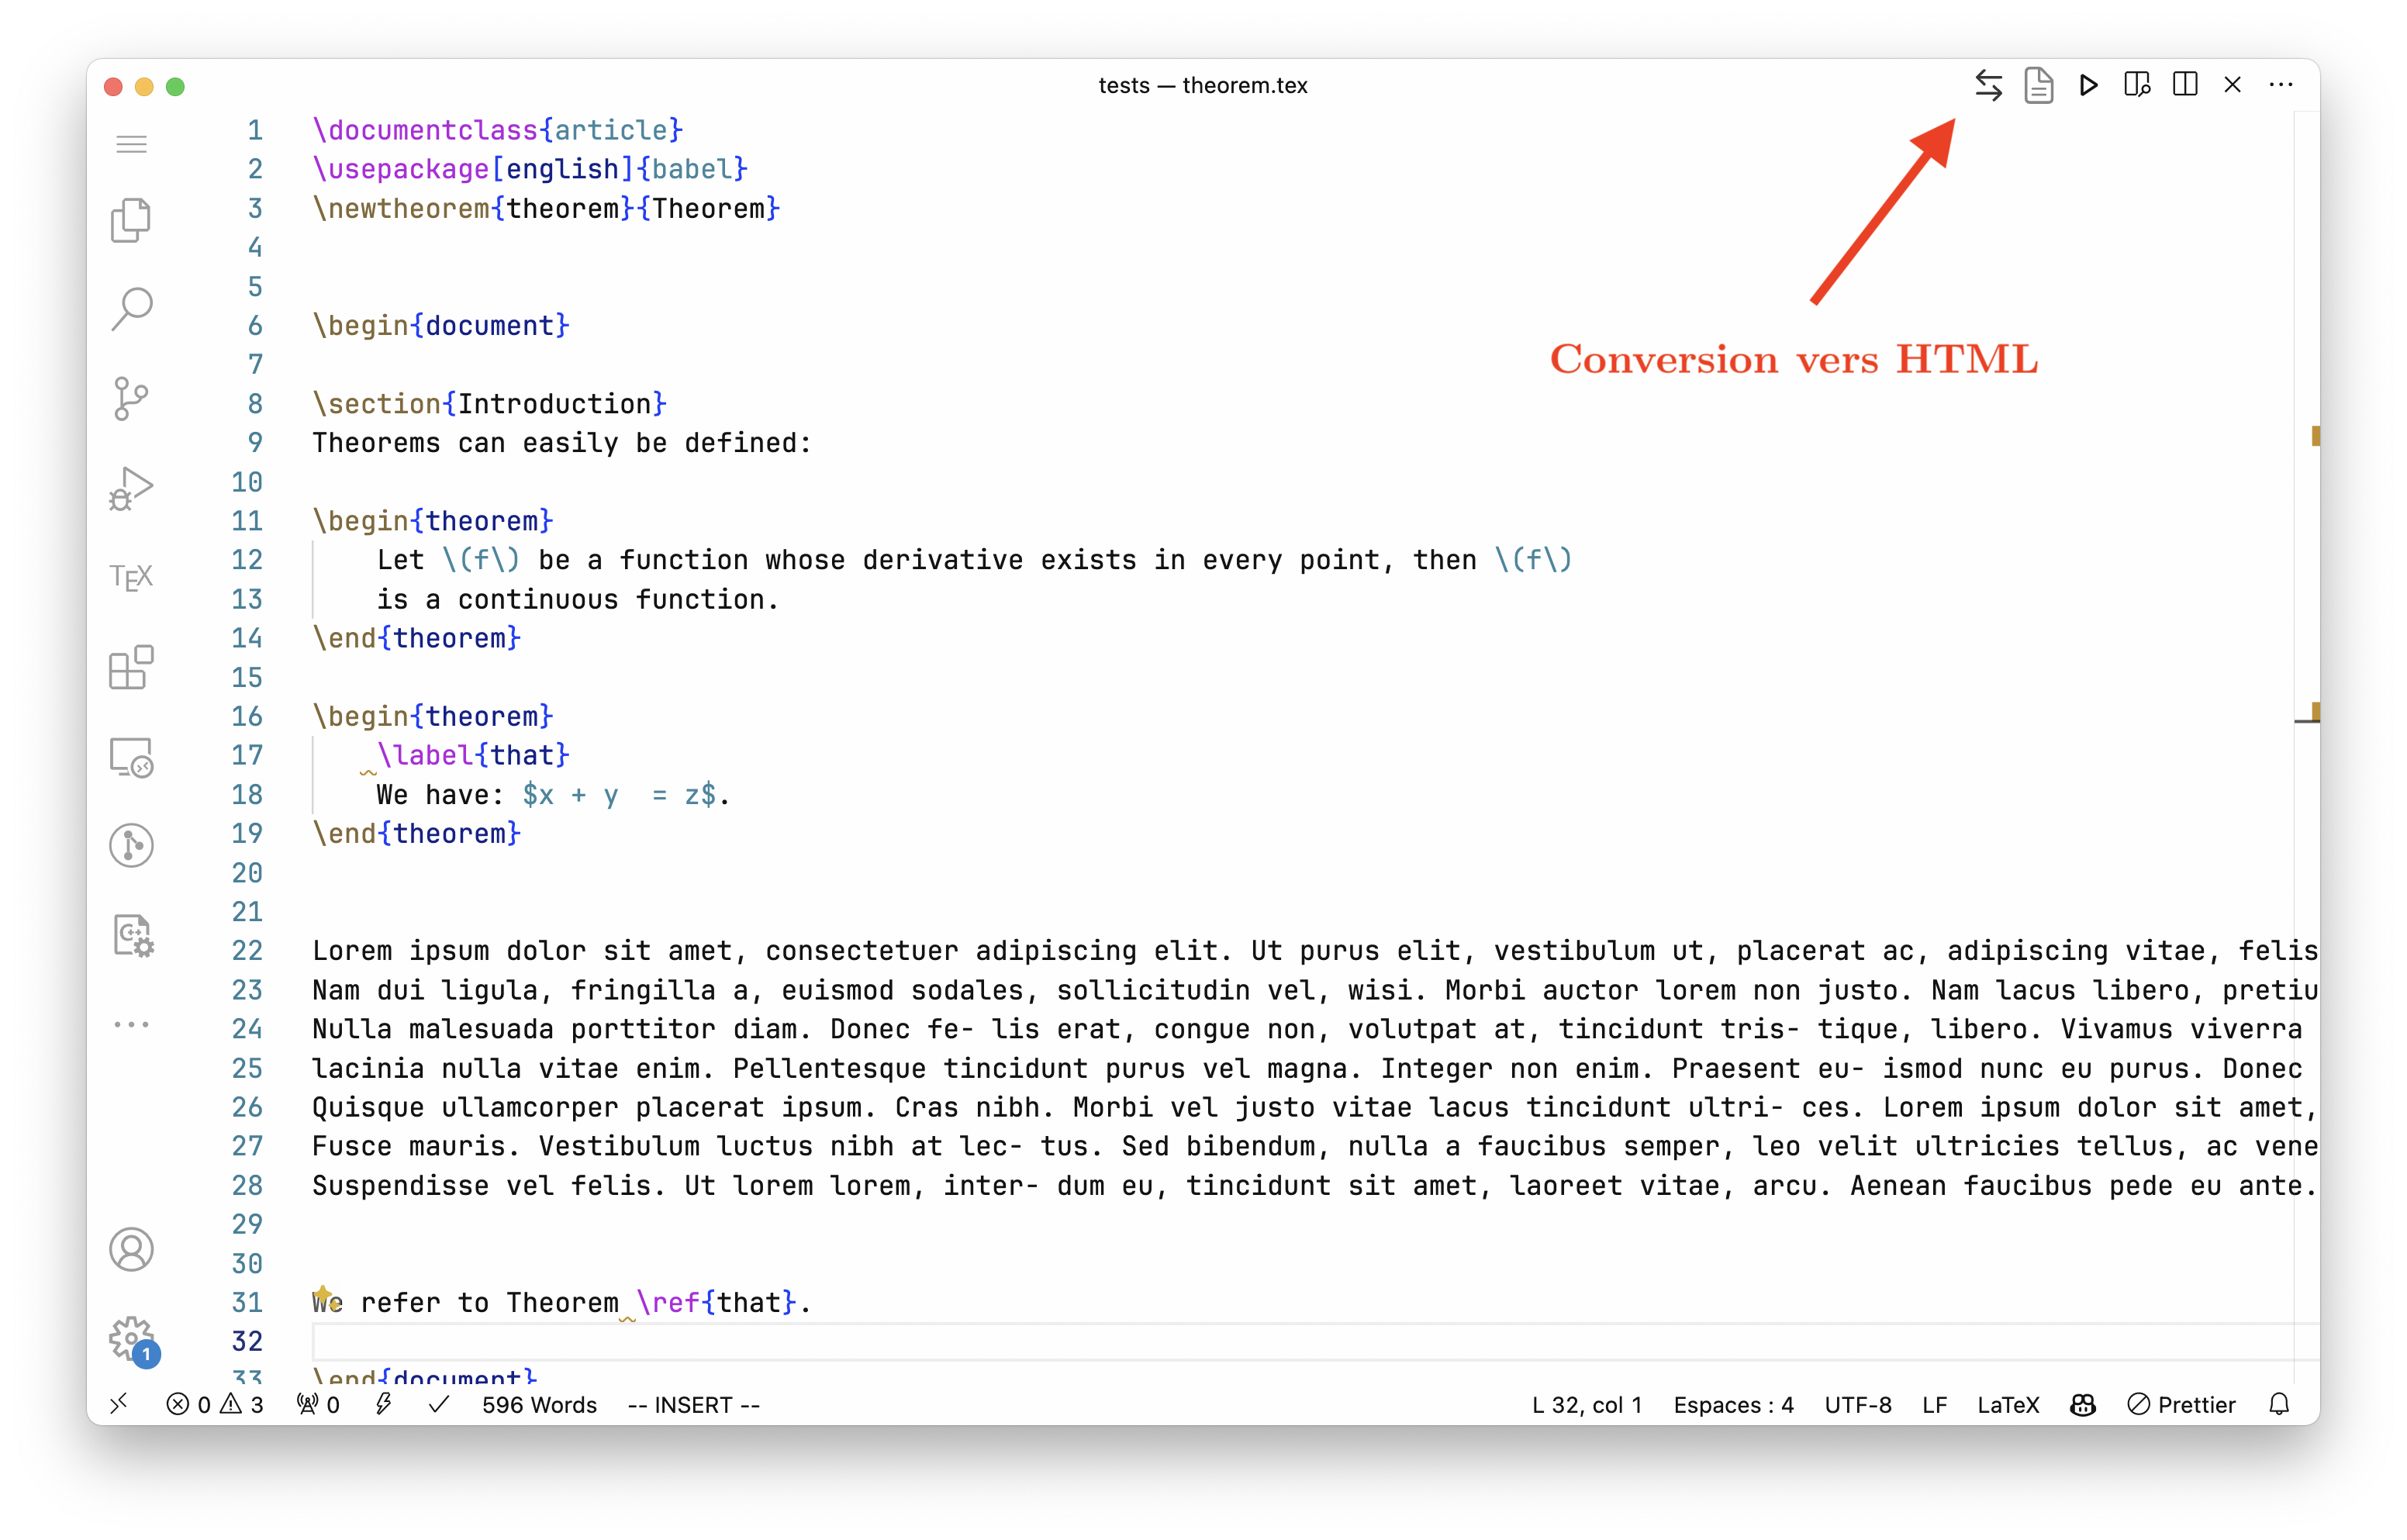 tests — theorem.tex
1 \documentclass{article}
2 \usepackage[english]{babel}
3 \newtheorem{theorem}{Theorem}
4
5
6 \begin{document}
Conversion vers HTML
7
8 \section{Introduction}
9 Theorems can easily be defined:
10
11 \begin{theorem}
12 Let \(f\) be a function whose derivative exists in every point, then \(f\)
13 is a continuous function.
14 \end{theorem}
15
16 \begin{theorem}
17 \label{that}
18 We have: $x + y  = z$.
19 \end{theorem}
20
21
22 Lorem ipsum dolor sit amet, consectetuer adipiscing elit. Ut purus elit, vestibulum ut, placerat ac, adipiscing vitae, felis
23 Nam dui ligula, fringilla a, euismod sodales, sollicitudin vel, wisi. Morbi auctor lorem non justo. Nam lacus libero, pretiu
24 Nulla malesuada porttitor diam. Donec fe- lis erat, congue non, volutpat at, tincidunt tris- tique, libero. Vivamus viverra
25 lacinia nulla vitae enim. Pellentesque tincidunt purus vel magna. Integer non enim. Praesent eu- ismod nunc eu purus. Donec
26 Quisque ullamcorper placerat ipsum. Cras nibh. Morbi vel justo vitae lacus tincidunt ultri- ces. Lorem ipsum dolor sit amet,
27 Fusce mauris. Vestibulum luctus nibh at lec- tus. Sed bibendum, nulla a faucibus semper, leo velit ultricies tellus, ac vene
28 Suspendisse vel felis. Ut lorem lorem, inter- dum eu, tincidunt sit amet, laoreet vitae, arcu. Aenean faucibus pede eu ante.
29
30
31 We refer to Theorem \ref{that}.
32
33 \end{document}
TEX
C++
1
0 3 0 596 Words -- INSERT -- L 32, col 1 Espaces : 4 UTF-8 LF LaTeX Prettier